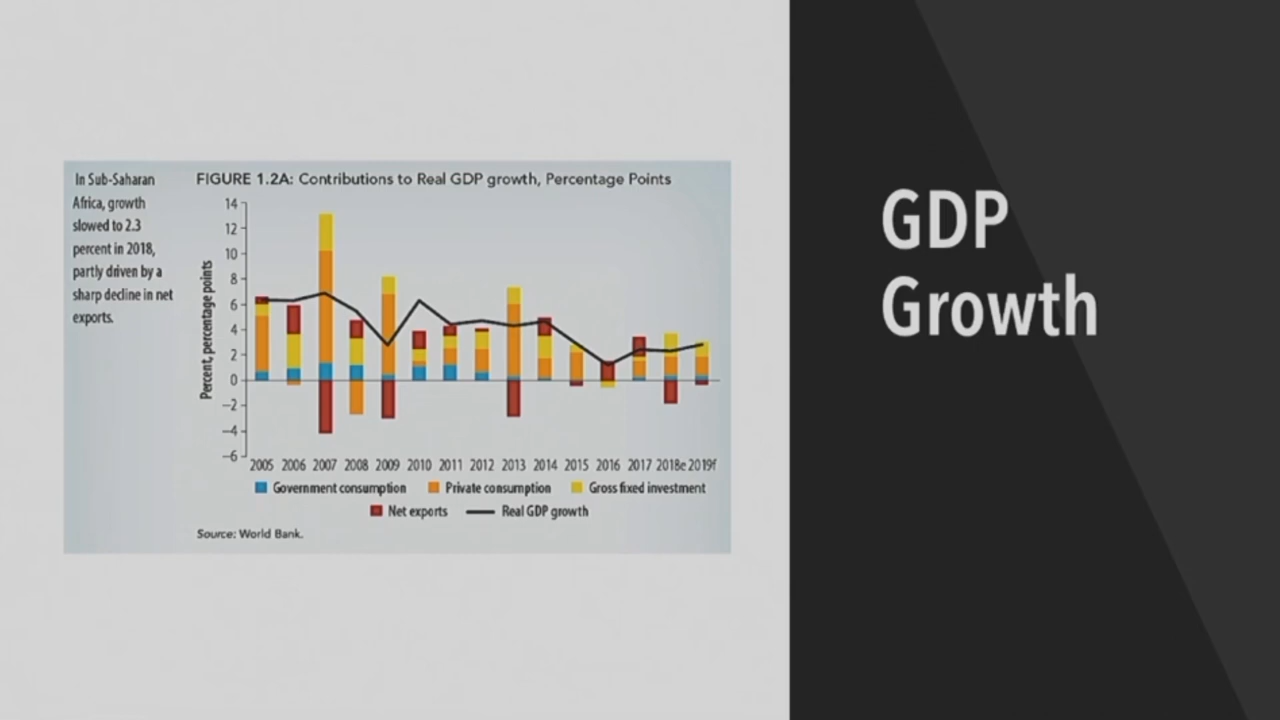 In Sub-Saharan
Africa, growth
slowed to 2.3
percent in 2018,
partly driven by a
sharp decline in net
exports.
FIGURE 1.2A: Contributions to Real GDP growth, Percentage Points
Percent, percentage points
14
12
10
8
6
4
2
0
−2
−4
−6
2005 2006 2007 2008 2009 2010 2011 2012 2013 2014 2015 2016 2017 2018e 2019f
Government consumption Private consumption Gross fixed investment
Net exports Real GDP growth
Source: World Bank.
GDP
Growth